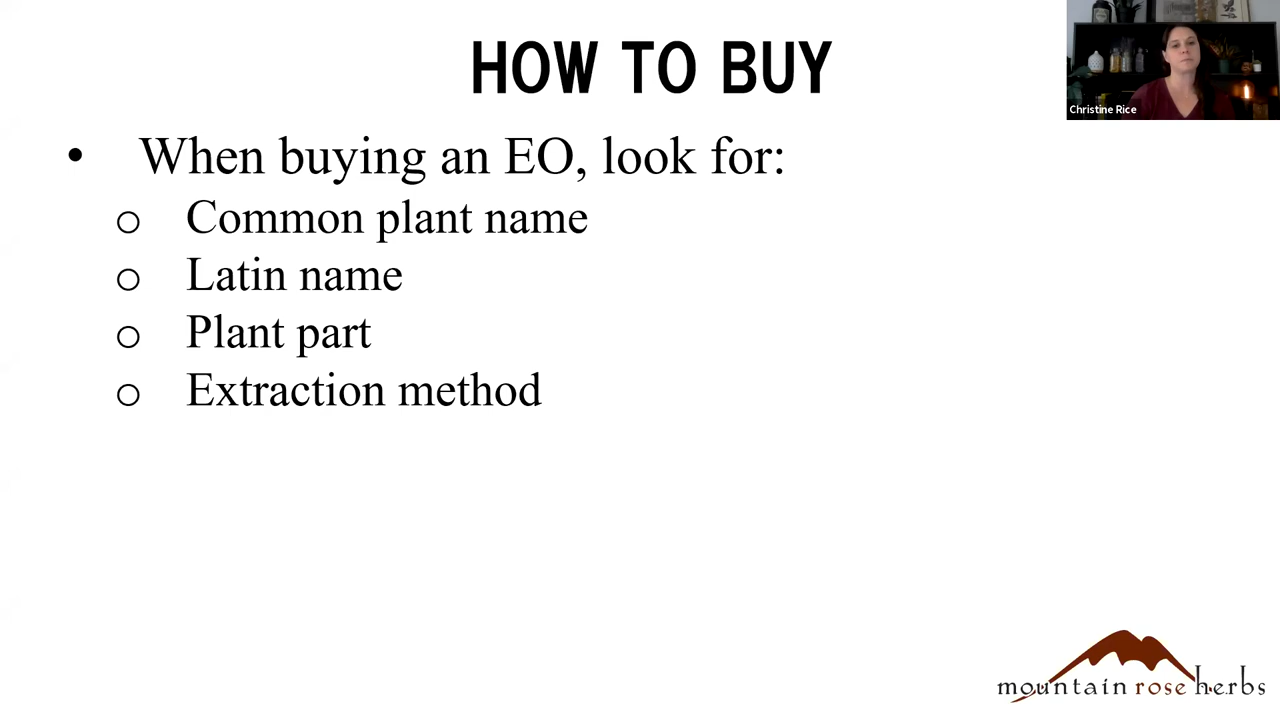 HOW TO BUY
Christine Rice
• When buying an EO, look for:
o Common plant name
o Latin name
o Plant part
o Extraction method
mountain rose herbs